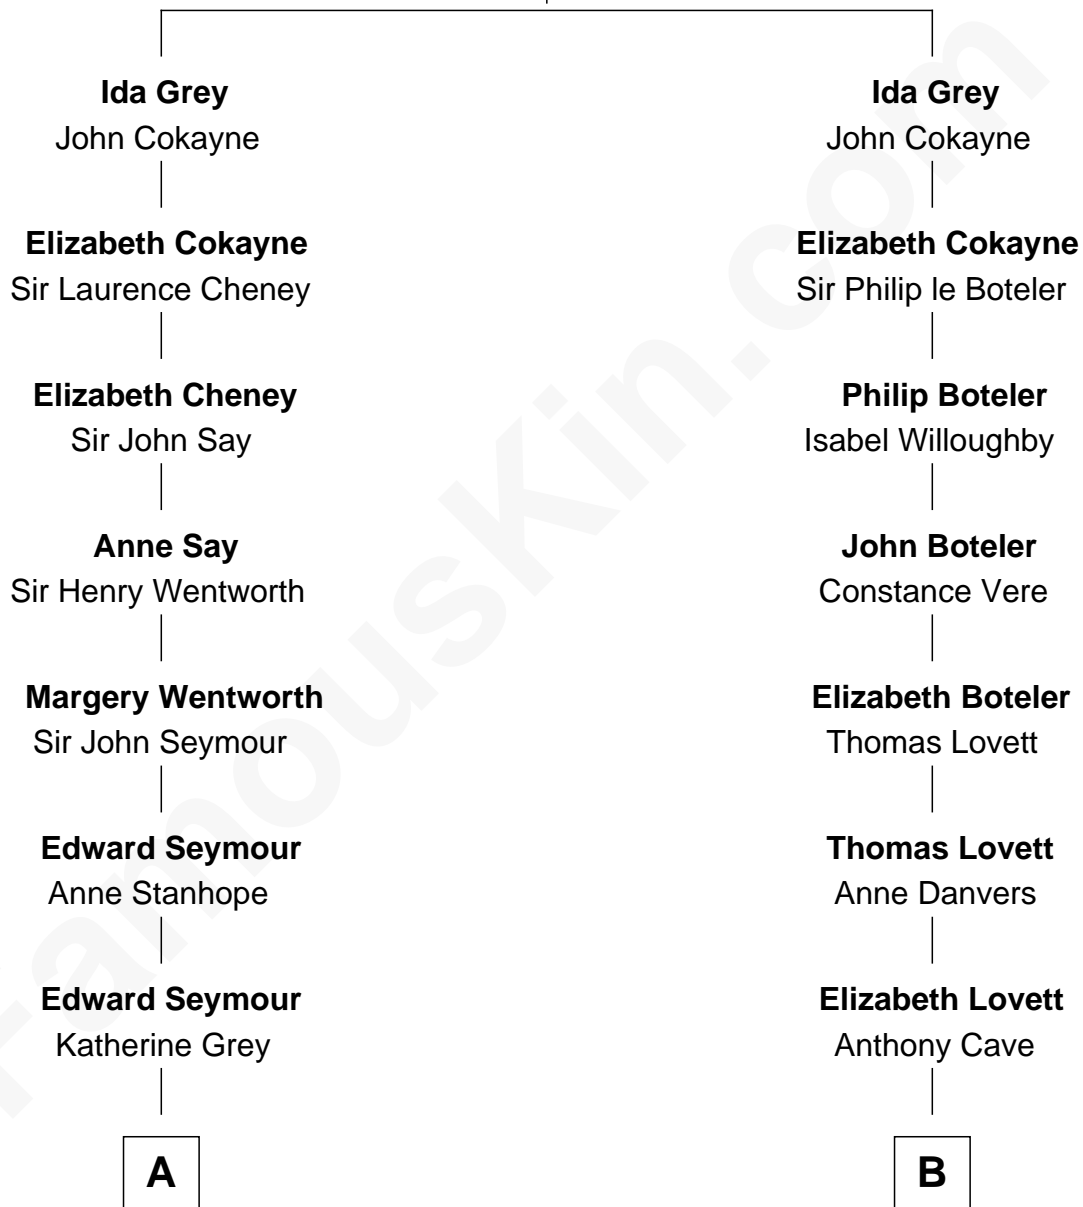 Ida Grey
John Cokayne
Elizabeth Cokayne
Sir Laurence Cheney
Elizabeth Cheney
Sir John Say
Anne Say
Sir Henry Wentworth
Margery Wentworth
Sir John Seymour
Edward Seymour
Anne Stanhope
Edward Seymour
Katherine Grey
A
Ida Grey
John Cokayne
Elizabeth Cokayne
Sir Philip le Boteler
Philip Boteler
Isabel Willoughby
John Boteler
Constance Vere
Elizabeth Boteler
Thomas Lovett
Thomas Lovett
Anne Danvers
Elizabeth Lovett
Anthony Cave
B
FamousKin.com